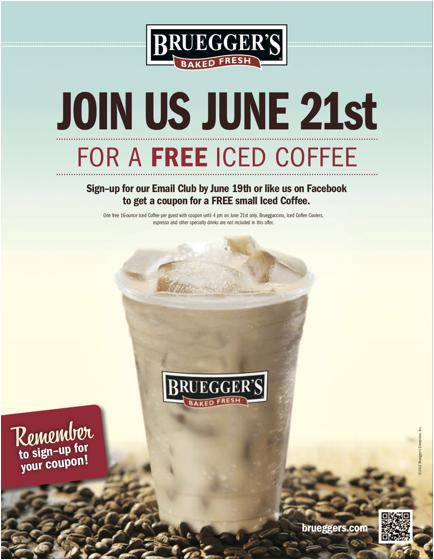 BRUEGGER'S
BAKED FRESH
JOIN US JUNE 21st
FOR A FREE ICED COFFEE
Sign-up for our Email Club by June 19th or like us on Facebook
to get a coupon for a FREE small Iced Coffee.
One free 16-ounce Iced Coffee per guest with coupon until 4 pm on June 21st only. Brueggaccino, Iced Coffee Coolers,
espresso and other specialty drinks are not included in this offer.
BRUEGGER'S
BAKED FRESH
Remember
to sign-up for
your coupon!
brueggers.com